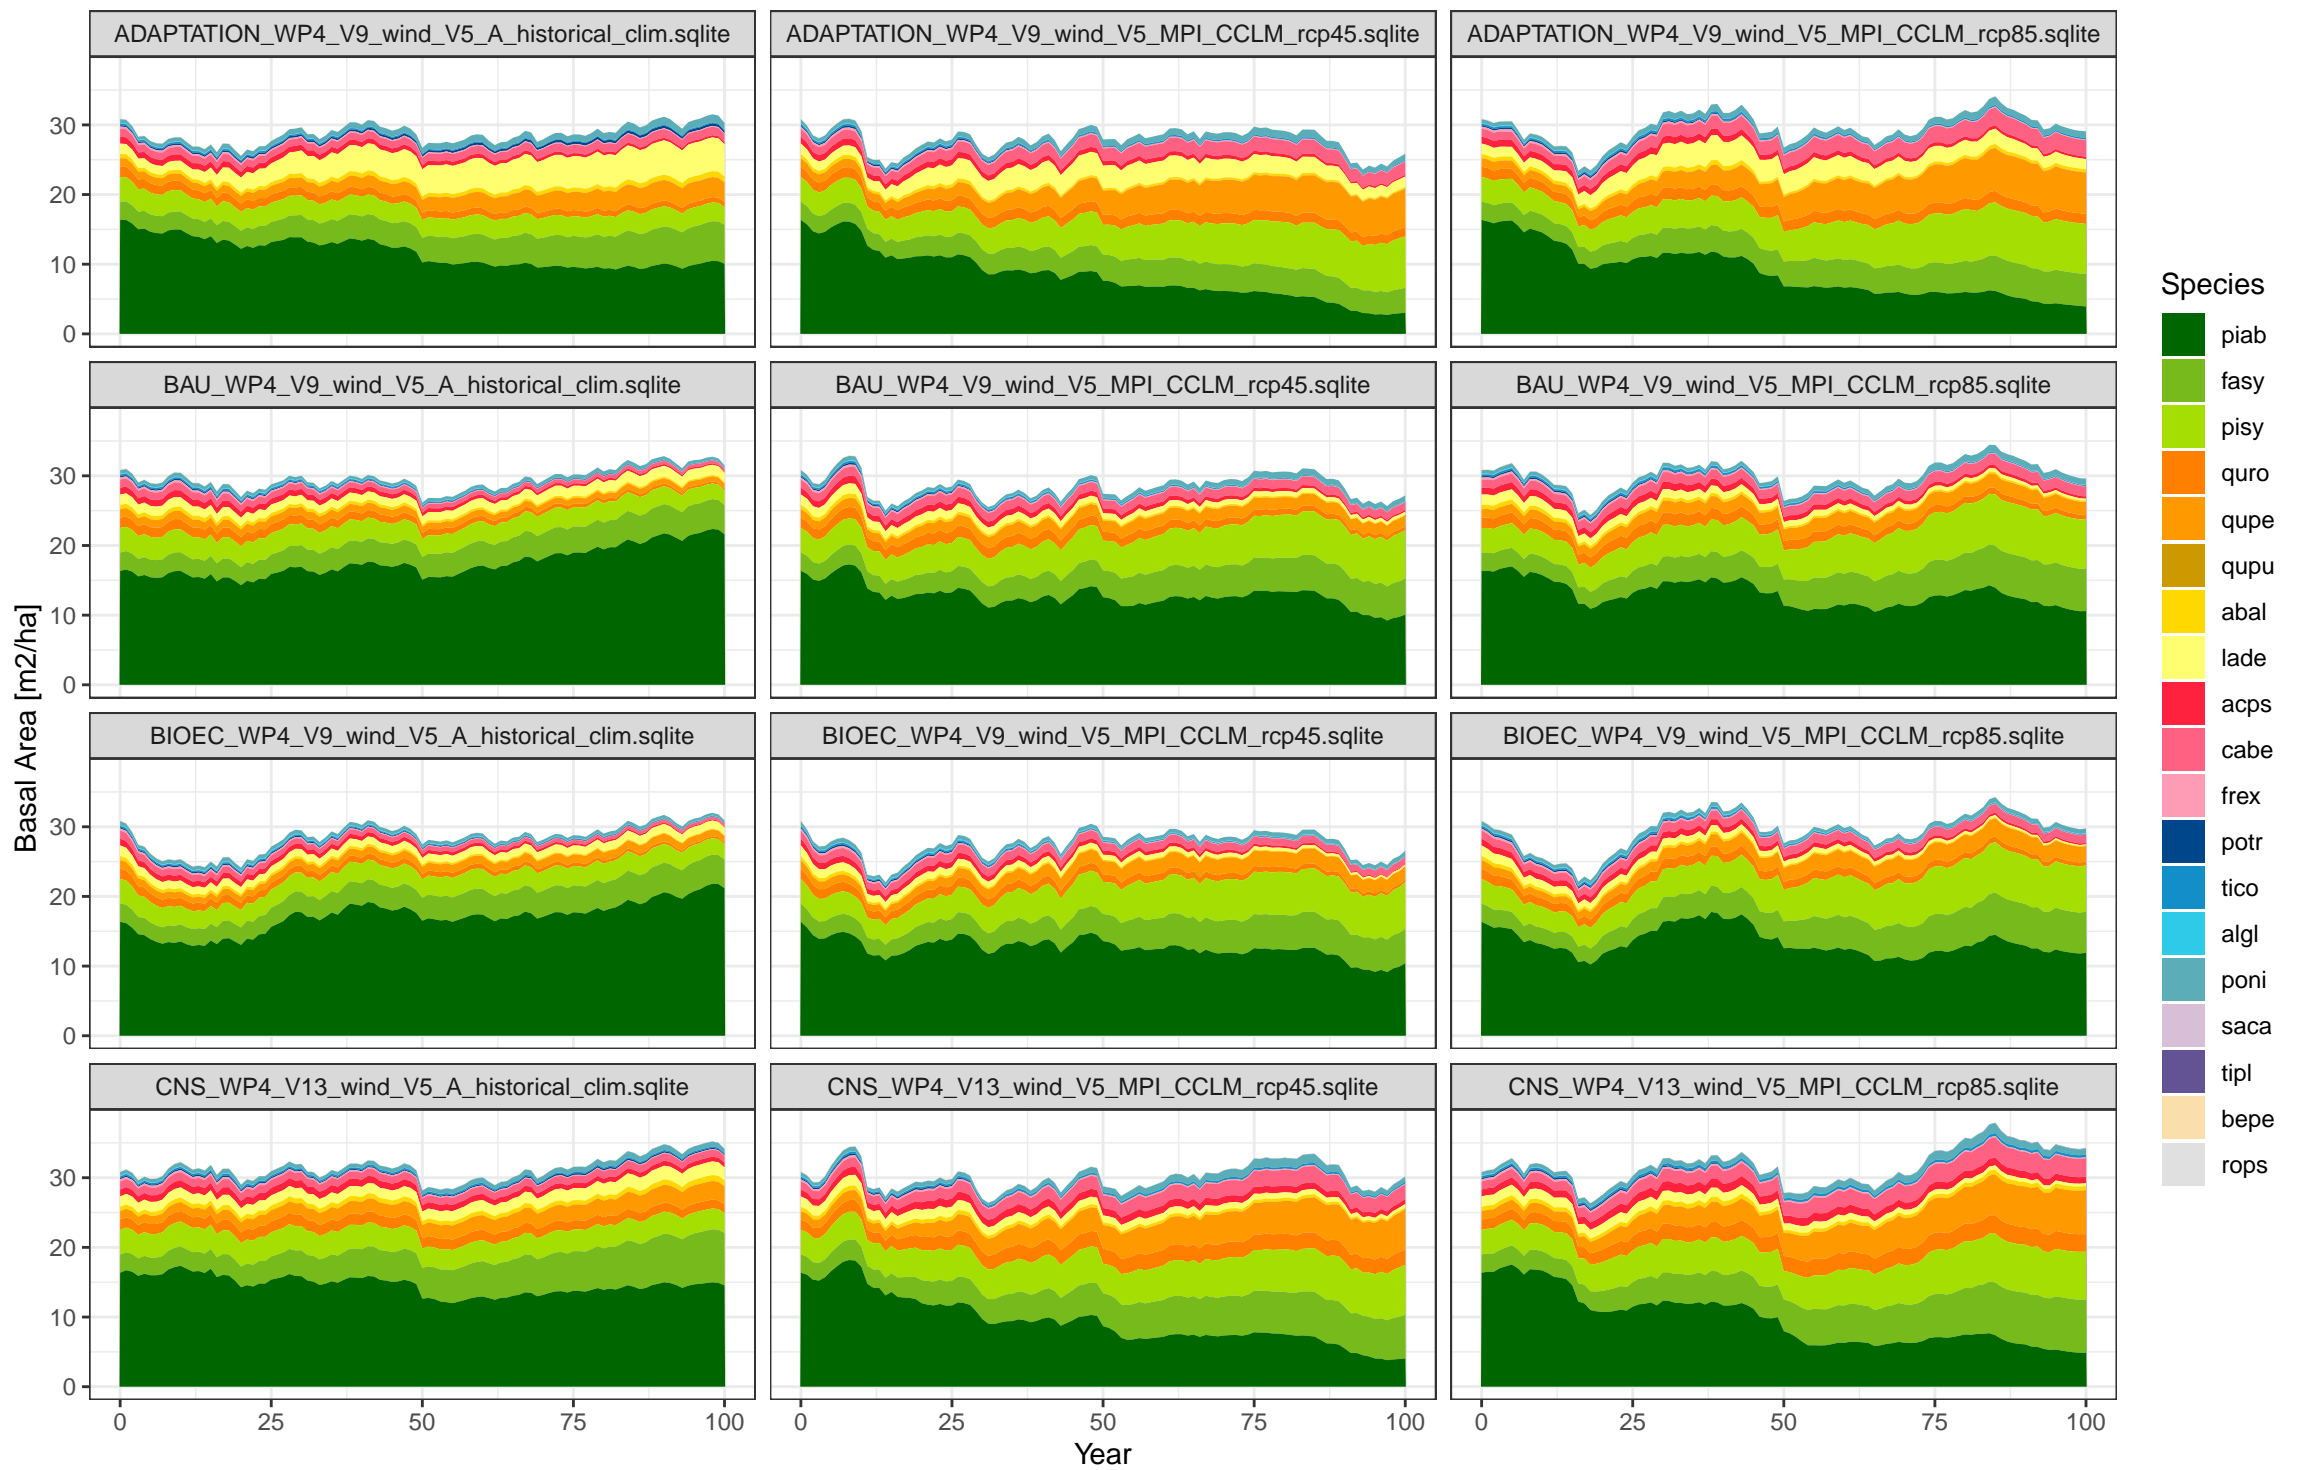 ADAPTATION_WP4_V9_wind_V5_A_historical_clim.sqlite
ADAPTATION_WP4_V9_wind_V5_MPI_CCLM_rcp45.sqlite
ADAPTATION_WP4_V9_wind_V5_MPI_CCLM_rcp85.sqlite
30
20
10
0
BAU_WP4_V9_wind_V5_A_historical_clim.sqlite
BAU_WP4_V9_wind_V5_MPI_CCLM_rcp45.sqlite
BAU_WP4_V9_wind_V5_MPI_CCLM_rcp85.sqlite
30
20
10
0
BIOEC_WP4_V9_wind_V5_A_historical_clim.sqlite
BIOEC_WP4_V9_wind_V5_MPI_CCLM_rcp45.sqlite
BIOEC_WP4_V9_wind_V5_MPI_CCLM_rcp85.sqlite
30
20
10
0
CNS_WP4_V13_wind_V5_A_historical_clim.sqlite
CNS_WP4_V13_wind_V5_MPI_CCLM_rcp45.sqlite
CNS_WP4_V13_wind_V5_MPI_CCLM_rcp85.sqlite
30
20
10
0
0 25 50 75 100
0 25 50 75 100
0 25 50 75 100
Year
Basal Area [m2/ha]
Species
piab
fasy
pisy
quro
qupe
qupu
abal
lade
acps
cabe
frex
potr
tico
algl
poni
saca
tipl
bepe
rops